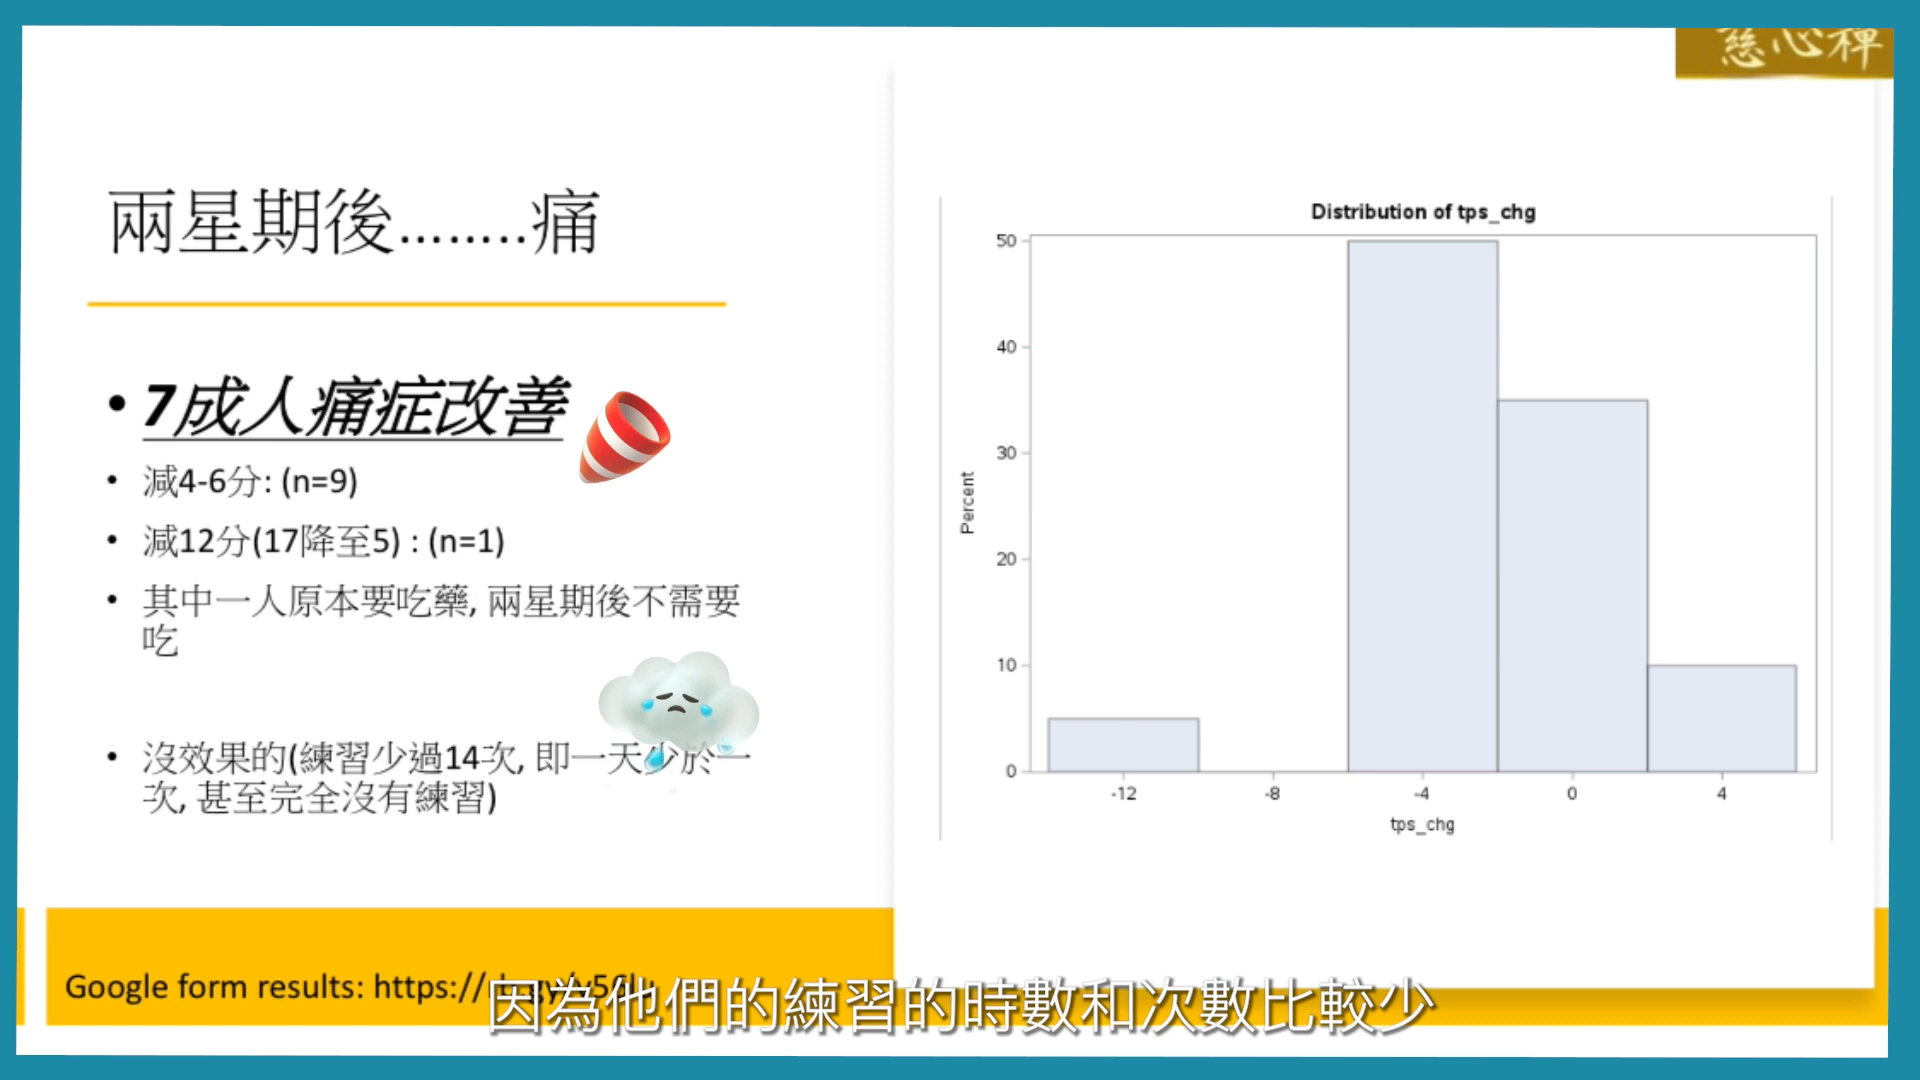 慈心禪
兩星期後........痛
• 7成人痛症改善
• 減4-6分: (n=9)
• 減12分(17降至5) : (n=1)
• 其中一人原本要吃藥, 兩星期後不需要
吃
• 沒效果的(練習少過14次, 即一天少於一
次, 甚至完全沒有練習)
Distribution of tps_chg
50
40
30
20
10
0
Percent
-12 -8 -4 0 4
tps_chg
Google form results: https://
因為他們的練習的時數和次數比較少